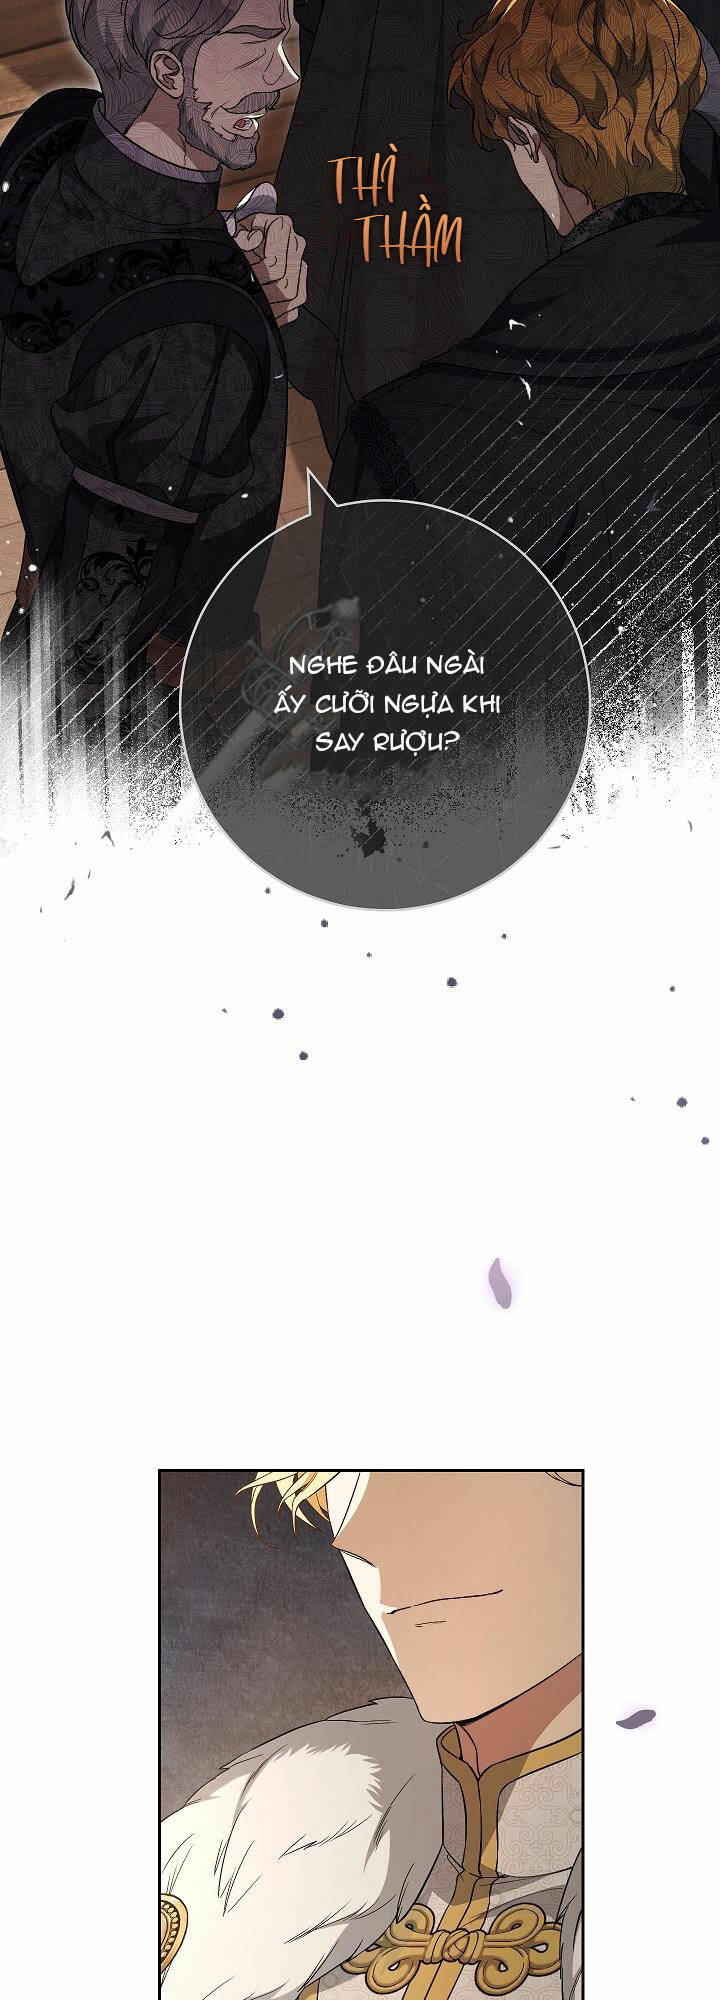 THÌ
THẦM
NGHE ĐÂU NGÀI
ẤY CƯỠI NGỰA KHI
SAY RƯỢU?